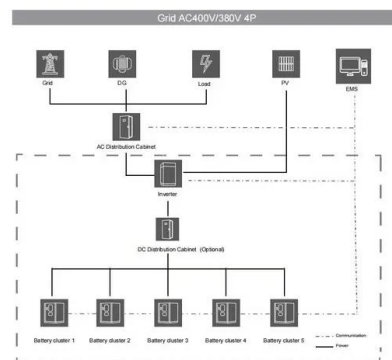 Grid AC400V/380V 4P
Grid
DG
Load
PV
EMS
AC Distribution Cabinet
Inverter
DC Distribution Cabinet (Optional)
Battery cluster 1
Battery cluster 2
Battery cluster 3
Battery cluster 4
Battery cluster 5
Communication
Power